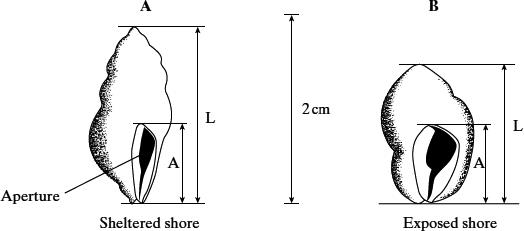 A
B
L
2 cm
L
A
A
Aperture
Sheltered shore
Exposed shore